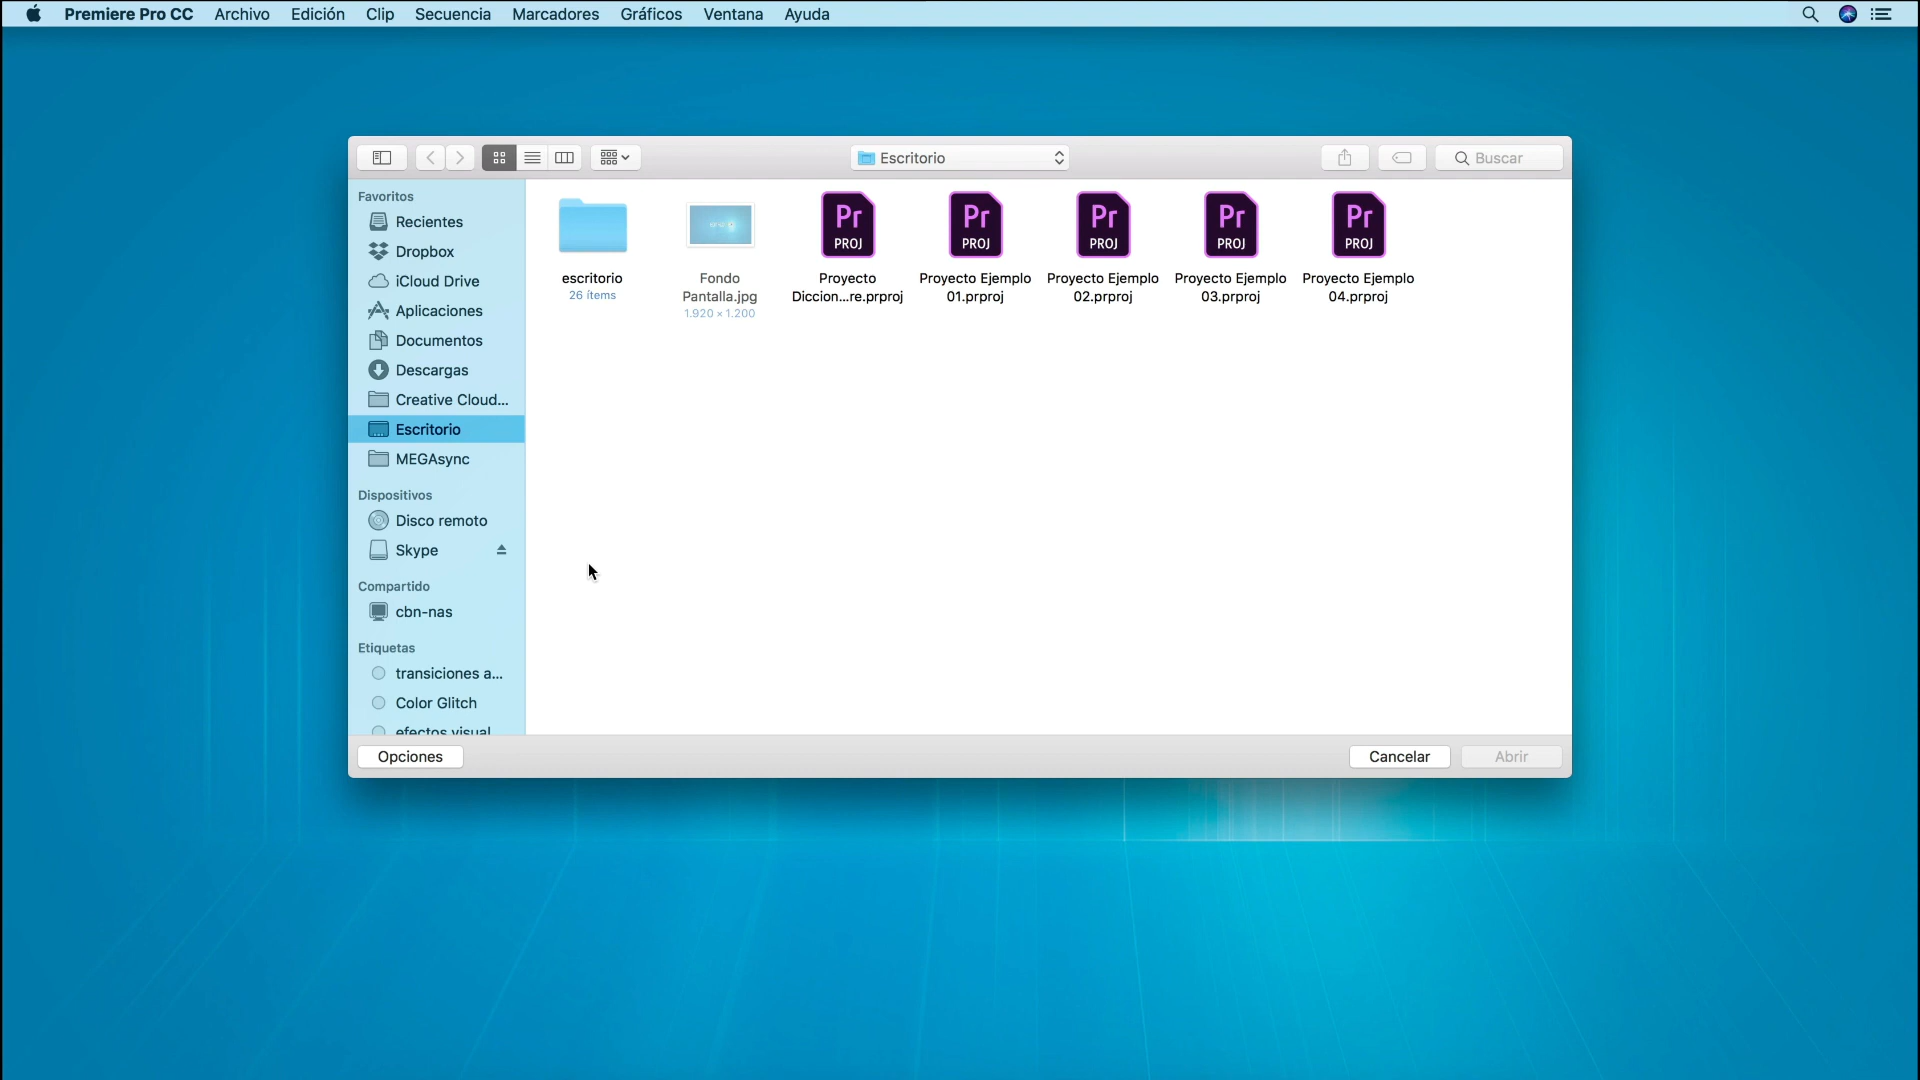 Premiere Pro CC Archivo Edición Clip Secuencia Marcadores Gráficos Ventana Ayuda
Escritorio
Buscar
Favoritos
Recientes
Dropbox
iCloud Drive
Aplicaciones
Documentos
Descargas
Creative Cloud...
Escritorio
MEGAsync
Dispositivos
Disco remoto
Skype
Compartido
cbn-nas
Etiquetas
transiciones a...
Color Glitch
efectos visual
escritorio
26 ítems
Fondo
Pantalla.jpg
1.920 × 1.200
Pr
PROJ
Proyecto
Diccion...re.prproj
Pr
PROJ
Proyecto Ejemplo
01.prproj
Pr
PROJ
Proyecto Ejemplo
02.prproj
Pr
PROJ
Proyecto Ejemplo
03.prproj
Pr
PROJ
Proyecto Ejemplo
04.prproj
Opciones
Cancelar
Abrir